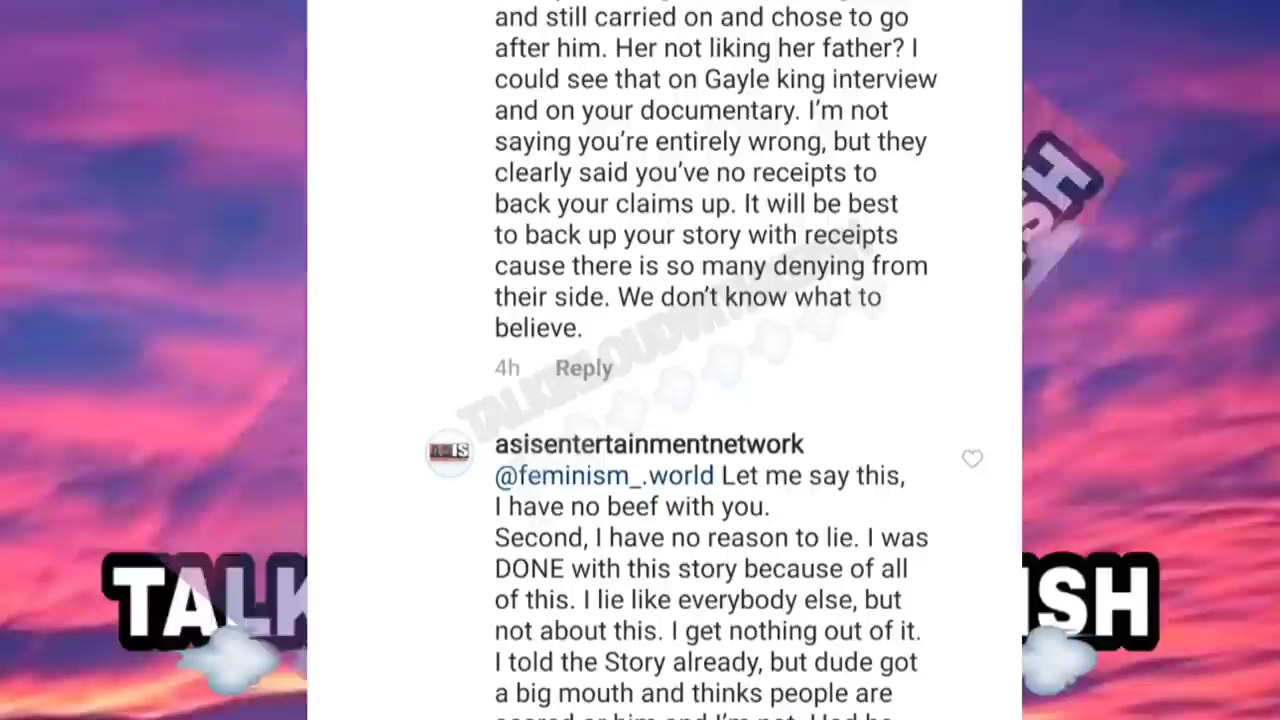 and still carried on and chose to go
after him. Her not liking her father? I
could see that on Gayle king interview
and on your documentary. I'm not
saying you're entirely wrong, but they
clearly said you've no receipts to
back your claims up. It will be best
to back up your story with receipts
cause there is so many denying from
their side. We don't know what to
believe.
4h Reply
asisentertainmentnetwork
@feminism_.world Let me say this,
I have no beef with you.
Second, I have no reason to lie. I was
DONE with this story because of all
of this. I lie like everybody else, but
not about this. I get nothing out of it.
I told the Story already, but dude got
a big mouth and thinks people are
TALK
ISH